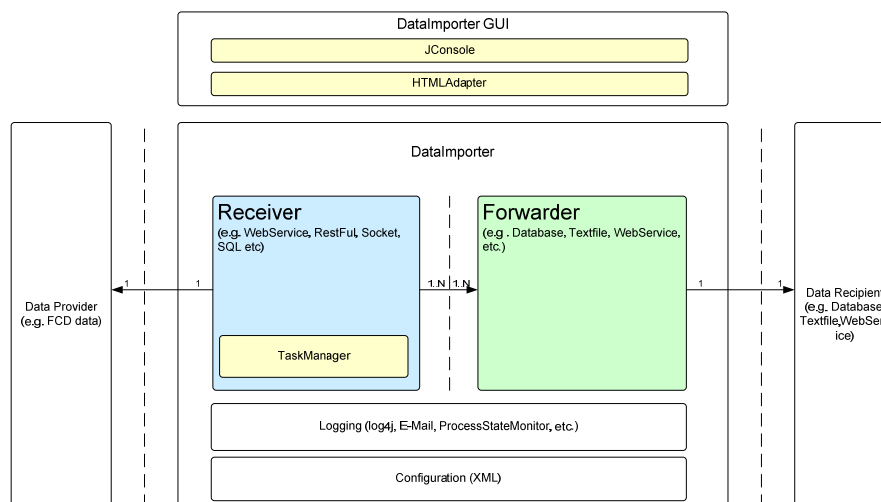 DataImporter GUI
JConsole
HTMLAdapter
DataImporter
Receiver
(e.g. WebService, RestFul, Socket,
SQL etc)
Forwarder
(e.g . Database, Textfile, WebService,
etc.)
1
1
1..N
1..N
1
1
Data Provider
(e.g. FCD data)
Data Recipient
(e.g. Database
Textfile,WebSer
ice)
TaskManager
Logging (log4j, E-Mail, ProcessStateMonitor, etc.)
Configuration (XML)